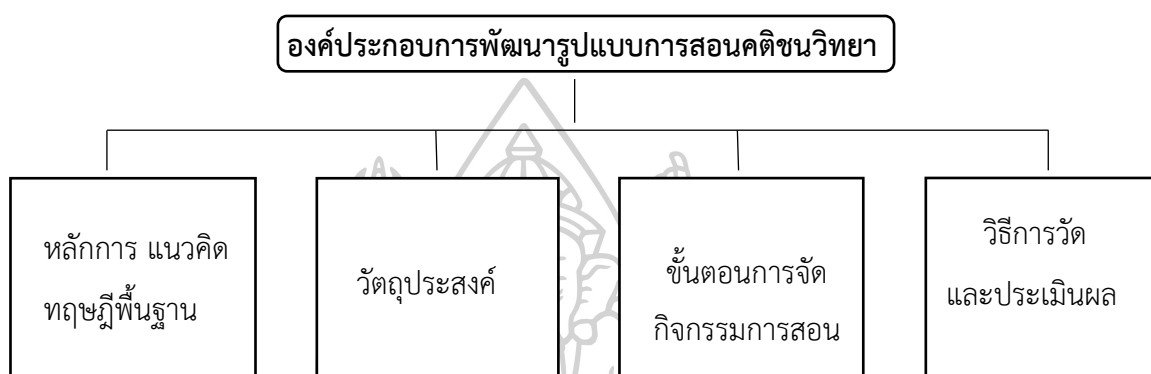 องค์ประกอบการพัฒนารูปแบบการสอนคติชนวิทยา
หลักการ แนวคิด
ทฤษฎีพื้นฐาน
วัตถุประสงค์
ขั้นตอนการจัด
กิจกรรมการสอน
วิธีการวัด
และประเมินผล